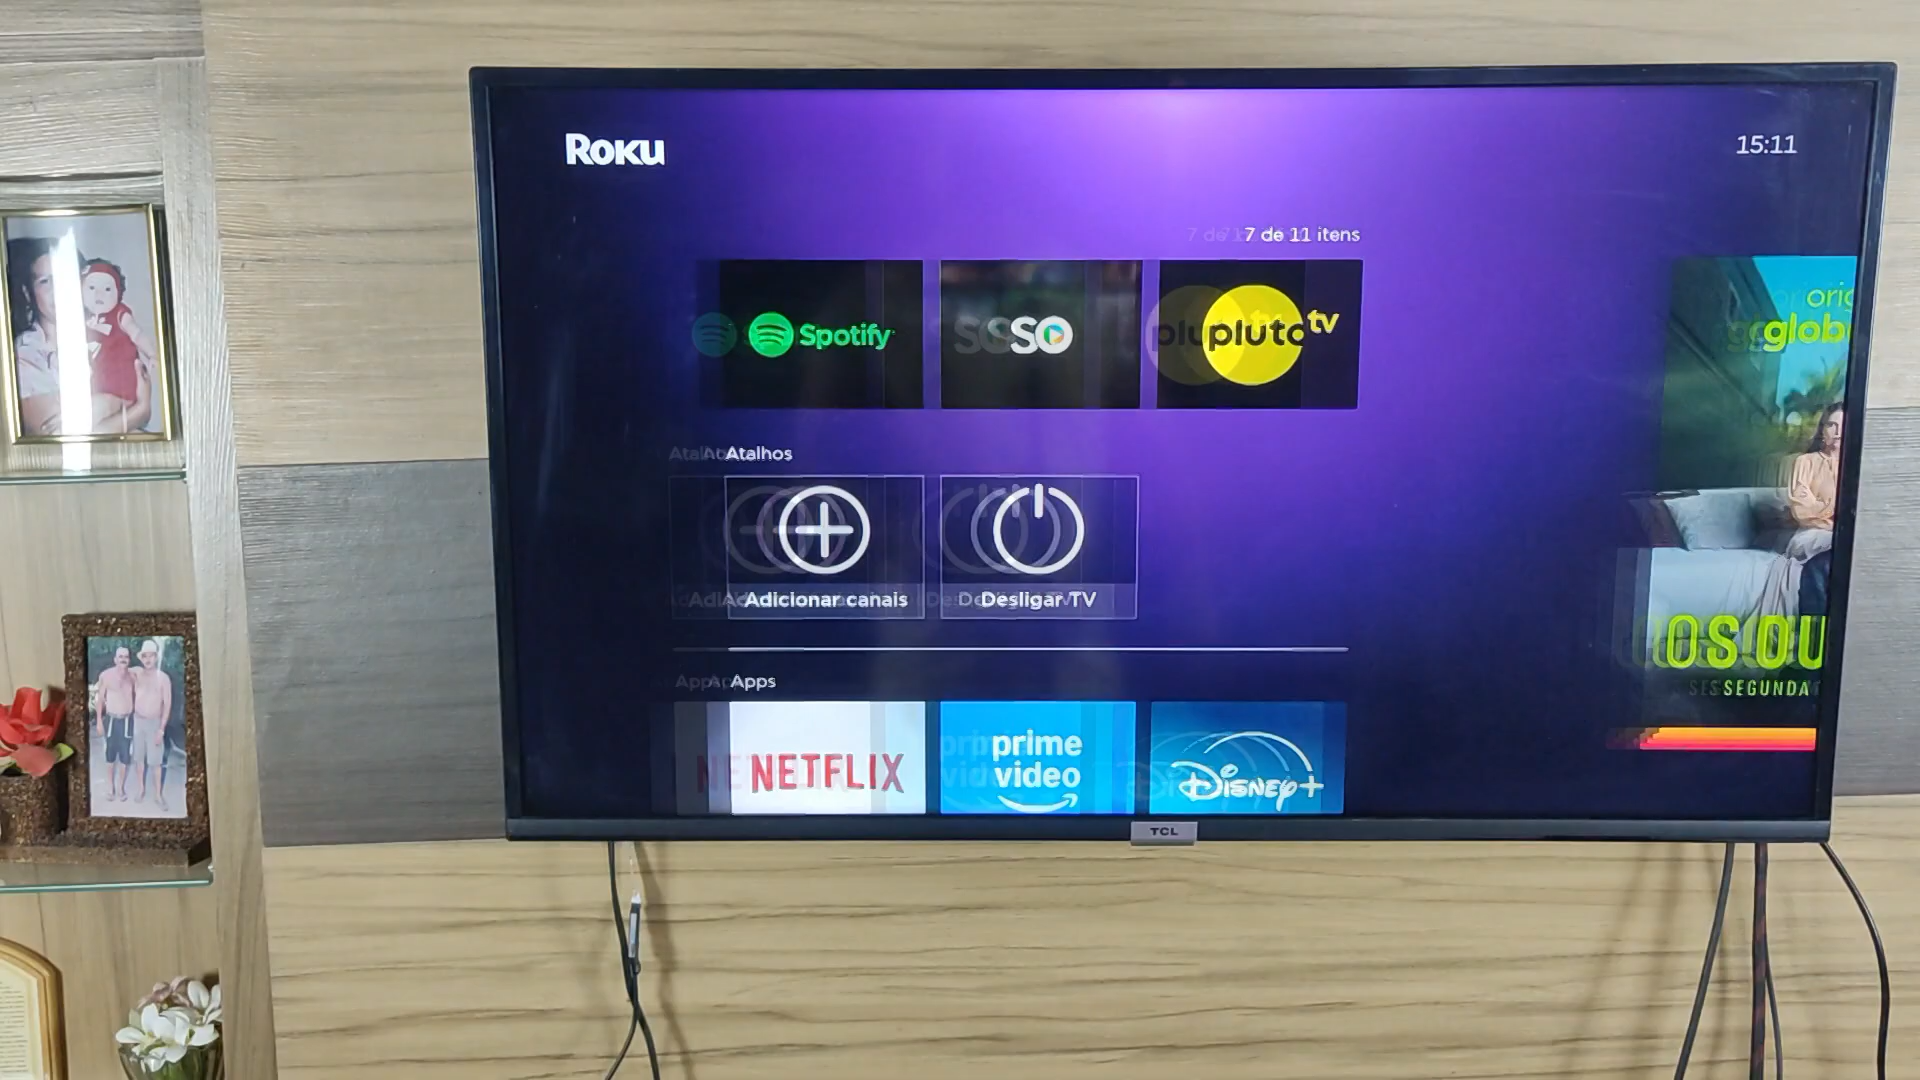 Roku
15:11
7 de 11 itens
Spotify
SO
pluto tv
Atalhos
Adicionar canais
Desligar TV
Apps
NETFLIX
prime video
Disney+
SEGUNDA
TCL